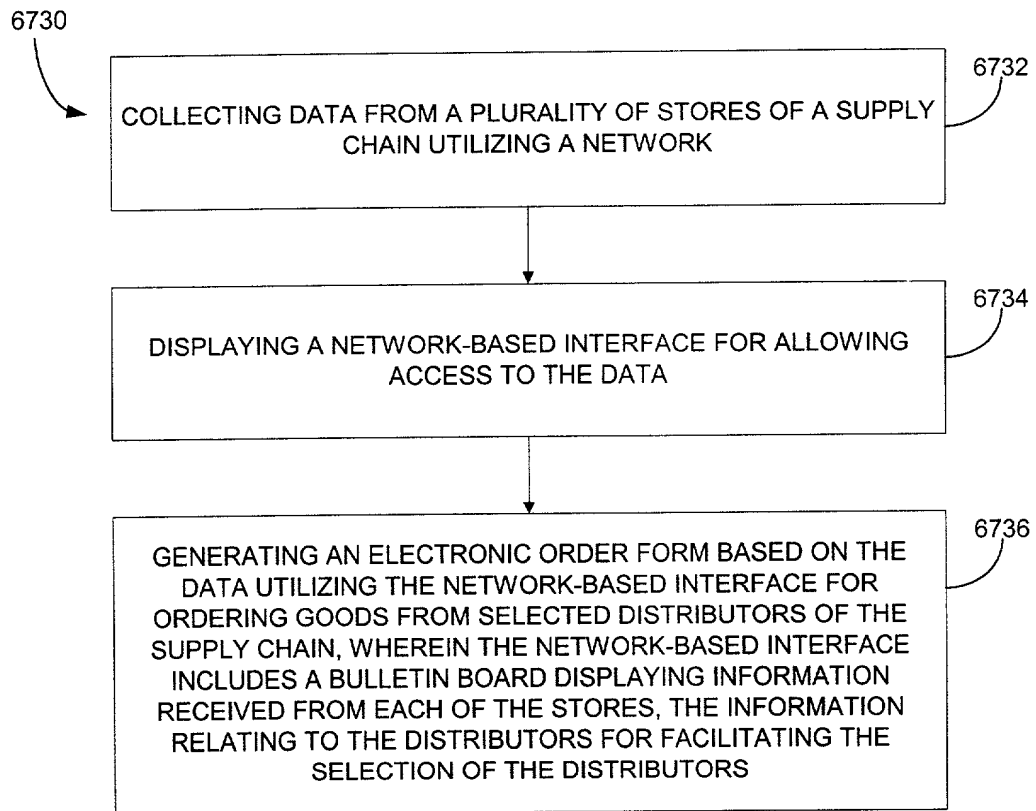 6730
6732
COLLECTING DATA FROM A PLURALITY OF STORES OF A SUPPLY
CHAIN UTILIZING A NETWORK
6734
DISPLAYING A NETWORK-BASED INTERFACE FOR ALLOWING
ACCESS TO THE DATA
6736
GENERATING AN ELECTRONIC ORDER FORM BASED ON THE
DATA UTILIZING THE NETWORK-BASED INTERFACE FOR
ORDERING GOODS FROM SELECTED DISTRIBUTORS OF THE
SUPPLY CHAIN, WHEREIN THE NETWORK-BASED INTERFACE
INCLUDES A BULLETIN BOARD DISPLAYING INFORMATION
RECEIVED FROM EACH OF THE STORES, THE INFORMATION
RELATING TO THE DISTRIBUTORS FOR FACILITATING THE
SELECTION OF THE DISTRIBUTORS